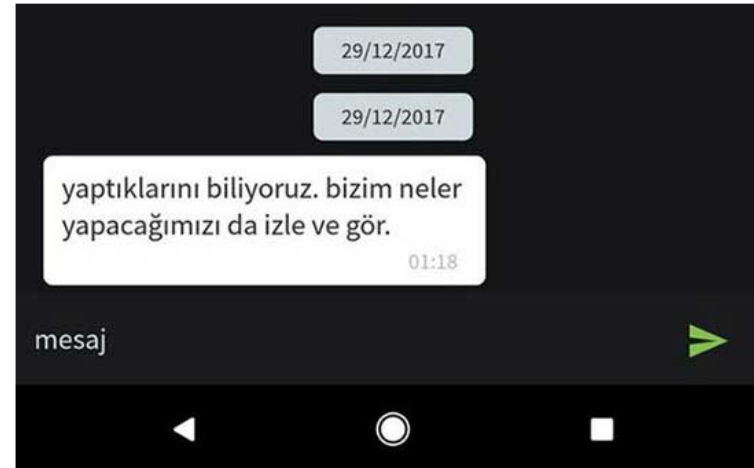 29/12/2017
29/12/2017
yaptıklarını biliyoruz. bizim neler
yapacağımızı da izle ve gör.
01:18
mesaj